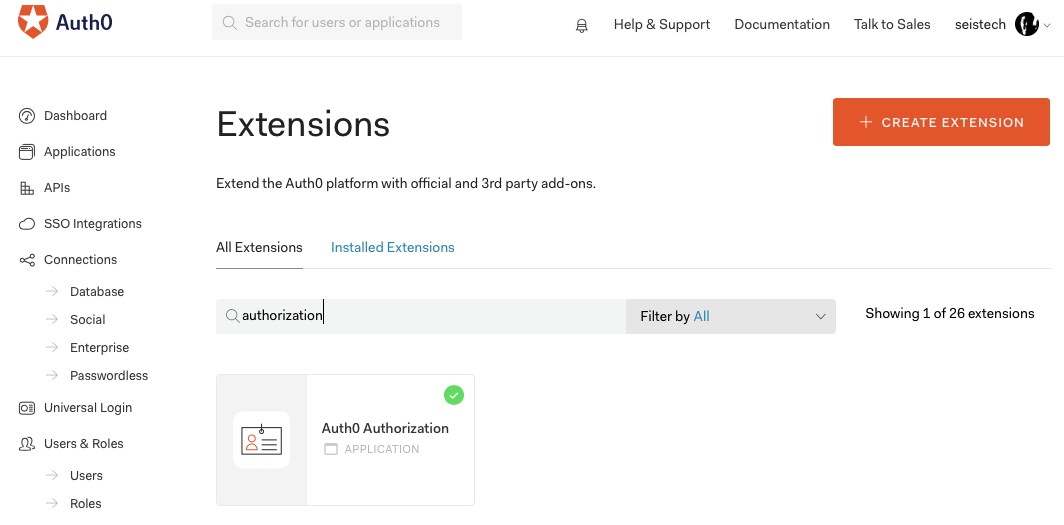 Auth0
Search for users or applications
Help & Support
Documentation
Talk to Sales
seistech
Dashboard
Applications
APIs
SSO Integrations
Connections
Database
Social
Enterprise
Passwordless
Universal Login
Users & Roles
Users
Roles
Extensions
CREATE EXTENSION
Extend the Auth0 platform with official and 3rd party add-ons.
All Extensions
Installed Extensions
authorization
Filter by All
Showing 1 of 26 extensions
Auth0 Authorization
APPLICATION